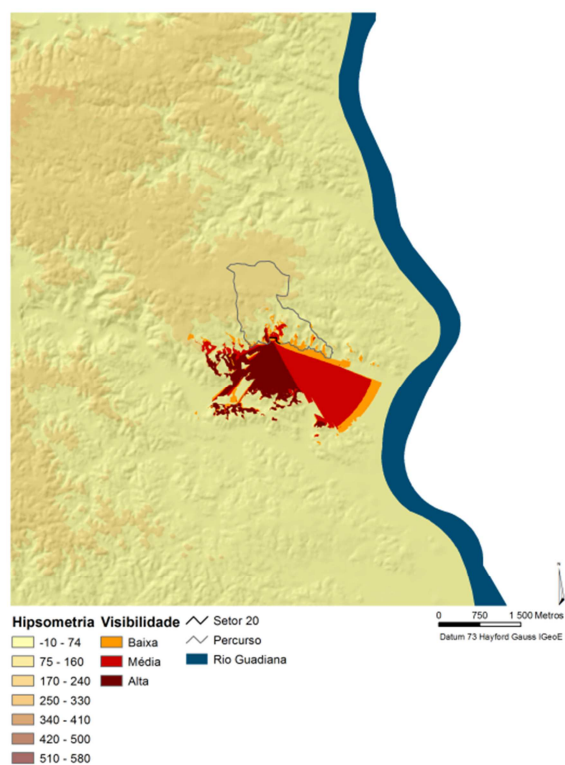 N
0 750 1 500 Metros
Datum 73 Hayford Gauss IGeoE
Hipsometria
-10 - 74
75 - 160
170 - 240
250 - 330
340 - 410
420 - 500
510 - 580
Visibilidade
Baixa
Média
Alta
Setor 20
Percurso
Rio Guadiana